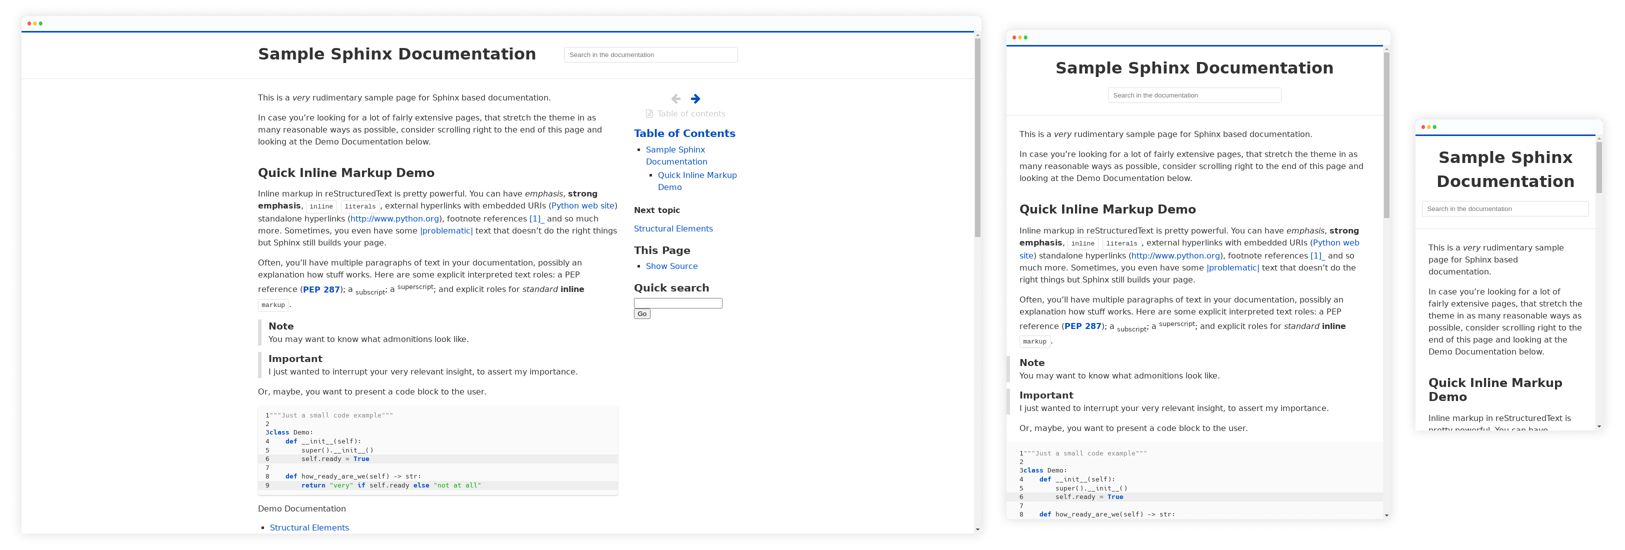 Sample Sphinx Documentation
Search in the documentation
This is a very rudimentary sample page for Sphinx based documentation.
In case you’re looking for a lot of fairly extensive pages, that stretch the theme in as
many reasonable ways as possible, consider scrolling right to the end of this page and
looking at the Demo Documentation below.
Quick Inline Markup Demo
Inline markup in reStructuredText is pretty powerful. You can have emphasis, strong
emphasis, inline literals, external hyperlinks with embedded URIs (Python web site)
standalone hyperlinks (http://www.python.org), footnote references [1]_ and so much
more. Sometimes, you even have some |problematic| text that doesn’t do the right things
but Sphinx still builds your page.
Often, you’ll have multiple paragraphs of text in your documentation, possibly an
explanation how stuff works. Here are some explicit interpreted text roles: a PEP
reference (PEP 287); a subscript; a superscript; and explicit roles for standard inline
markup.
Note
You may want to know what admonitions look like.
Important
I just wanted to interrupt your very relevant insight, to assert my importance.
Or, maybe, you want to present a code block to the user.
1"""Just a small code example"""
2
3class Demo:
4    def __init__(self):
5        super().__init__()
6        self.ready = True
7
8    def how_ready_are_we(self) -> str:
9        return "very" if self.ready else "not at all"
Demo Documentation
Structural Elements
Table of contents
Table of Contents
Sample Sphinx
Documentation
Quick Inline Markup
Demo
Next topic
Structural Elements
This Page
Show Source
Quick search
Go
Sample Sphinx Documentation
Search in the documentation
This is a very rudimentary sample page for Sphinx based documentation.
In case you’re looking for a lot of fairly extensive pages, that stretch the theme in as
many reasonable ways as possible, consider scrolling right to the end of this page and
looking at the Demo Documentation below.
Quick Inline Markup Demo
Inline markup in reStructuredText is pretty powerful. You can have emphasis, strong
emphasis, inline literals, external hyperlinks with embedded URIs (Python web
site) standalone hyperlinks (http://www.python.org), footnote references [1]_ and so
much more. Sometimes, you even have some |problematic| text that doesn’t do the
right things but Sphinx still builds your page.
Often, you’ll have multiple paragraphs of text in your documentation, possibly an
explanation how stuff works. Here are some explicit interpreted text roles: a PEP
reference (PEP 287); a subscript; a superscript; and explicit roles for standard inline
markup.
Note
You may want to know what admonitions look like.
Important
I just wanted to interrupt your very relevant insight, to assert my importance.
Or, maybe, you want to present a code block to the user.
1"""Just a small code example"""
2
3class Demo:
4    def __init__(self):
5        super().__init__()
6        self.ready = True
7
8    def how_ready_are_we(self) -> str:
Sample Sphinx
Documentation
Search in the documentation
This is a very rudimentary sample
page for Sphinx based
documentation.
In case you’re looking for a lot of
fairly extensive pages, that stretch the
theme in as many reasonable ways as
possible, consider scrolling right to the
end of this page and looking at the
Demo Documentation below.
Quick Inline Markup
Demo
Inline markup in reStructuredText is
pretty powerful. You can have